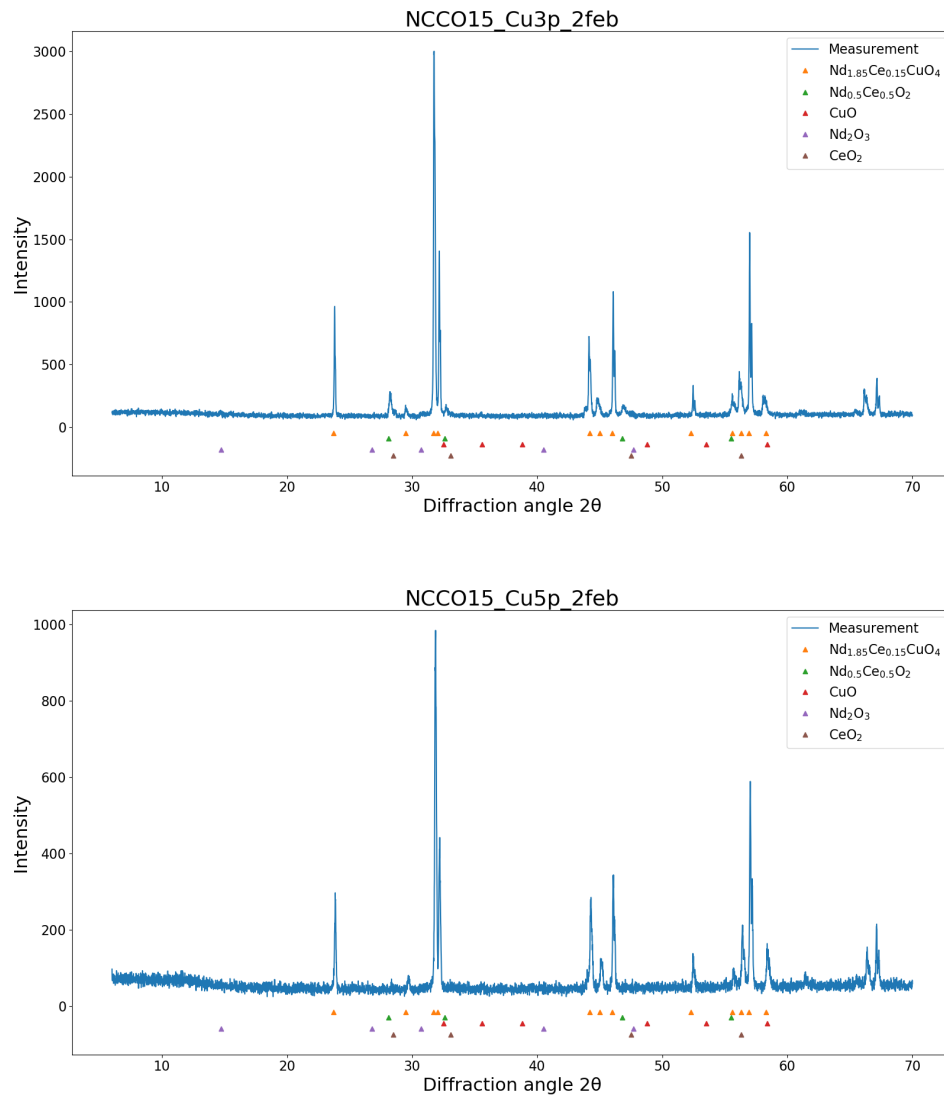 NCCO15_Cu3p_2feb
Intensity
3000
2500
2000
1500
1000
500
0
Measurement
Nd₁.₈₅Ce₀.₁₅CuO₄
Nd₀.₅Ce₀.₅O₂
CuO
Nd₂O₃
CeO₂
10 20 30 40 50 60 70
Diffraction angle 2θ
NCCO15_Cu5p_2feb
Intensity
1000
800
600
400
200
0
Measurement
Nd₁.₈₅Ce₀.₁₅CuO₄
Nd₀.₅Ce₀.₅O₂
CuO
Nd₂O₃
CeO₂
10 20 30 40 50 60 70
Diffraction angle 2θ